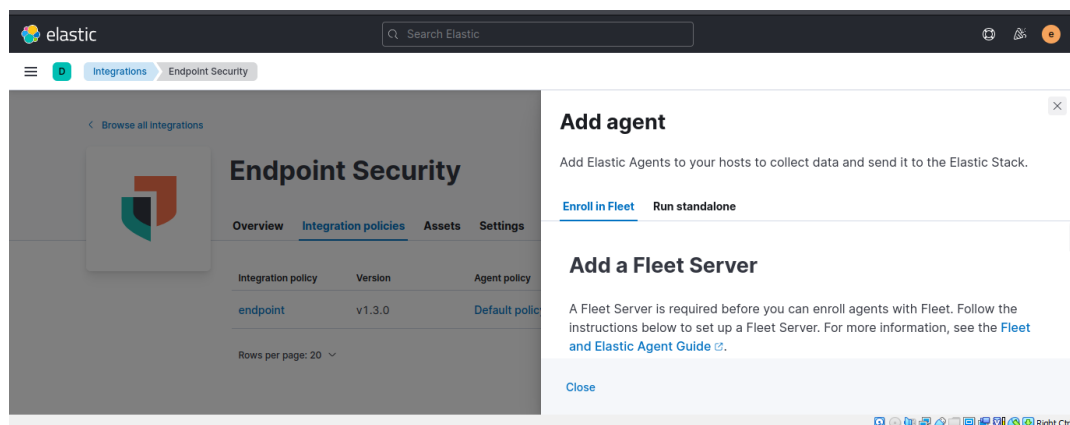 elastic
Search Elastic
e
D
Integrations
Endpoint Security
Browse all integrations
Endpoint Security
Overview Integration policies Assets Settings
Integration policy Version Agent policy
endpoint v1.3.0 Default polic
Rows per page: 20
Add agent
Add Elastic Agents to your hosts to collect data and send it to the Elastic Stack.
Enroll in Fleet Run standalone
Add a Fleet Server
A Fleet Server is required before you can enroll agents with Fleet. Follow the
instructions below to set up a Fleet Server. For more information, see the Fleet
and Elastic Agent Guide.
Close
Right Ctr